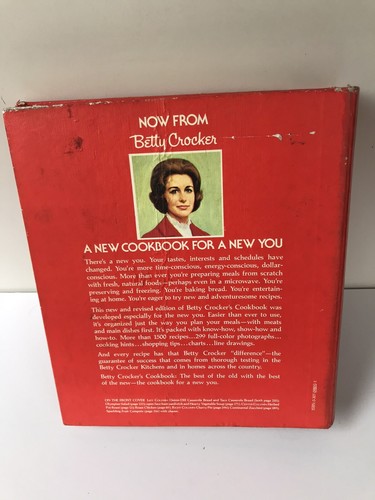 NOW FROM
Betty Crocker
A NEW COOKBOOK FOR A NEW YOU
There's a new you. Your tastes, interests and schedules have
changed. You're more time-conscious, energy-conscious, dollar-
conscious. More than ever you're preparing meals from scratch
with fresh, natural foods—perhaps even in a microwave. You're
preserving and freezing. You're baking bread. You're entertain-
ing at home. You're eager to try new and adventuresome recipes.
This new and revised edition of Betty Crocker's Cookbook was
developed especially for the new you. Easier than ever to use,
it's organized just the way you plan your meals—with meats
and main dishes first. It's packed with know-how, show-how and
how-to. More than 1500 recipes...299 full-color photographs...
cooking hints...shopping tips...charts...line drawings.
And every recipe has that Betty Crocker "difference"—the
guarantee of success that comes from thorough testing in the
Betty Crocker Kitchens and in homes across the country.
Betty Crocker's Cookbook: The best of the old with the best
of the new—the cookbook for a new you.
ON THE FRONT COVER